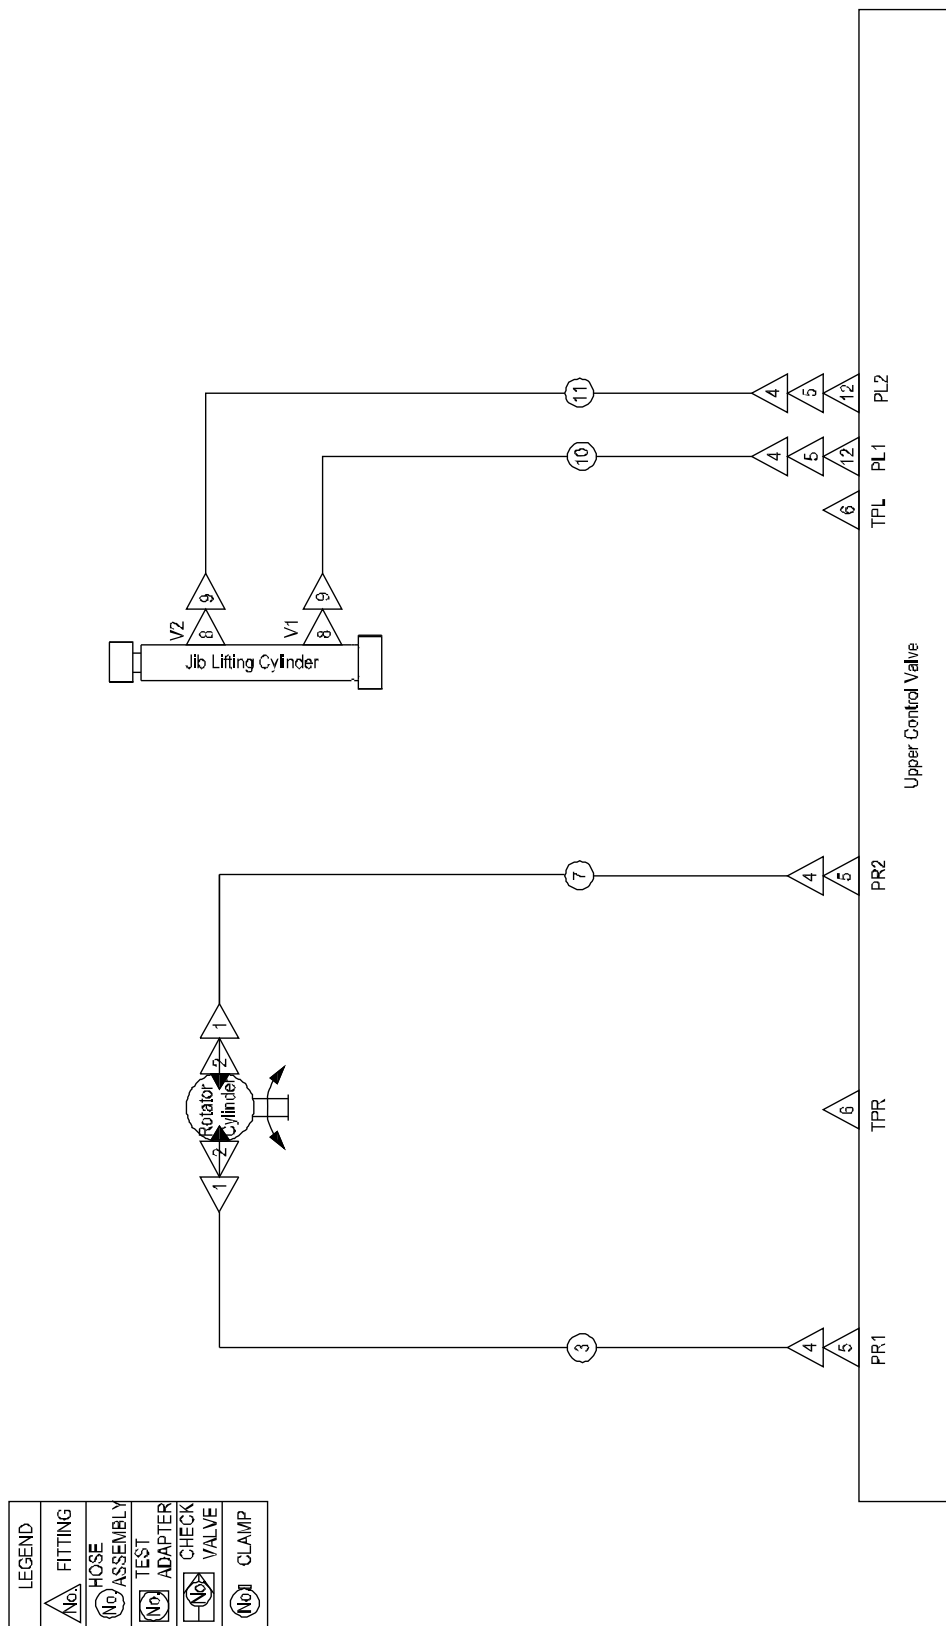 LEGEND
No. FITTING
No. HOSE
ASSEMBLY
No. TEST
ADAPTER
No. CHECK
VALVE
No. CLAMP
1
2
Rotator
Cylinder
2
1
V2
8
9
V1
8
9
Jib Lifting Cylinder
3
7
10
11
4
5
PR1
6
TPR
4
5
PR2
6
TPL
4
5
12
PL1
4
5
12
PL2
Upper Control Valve